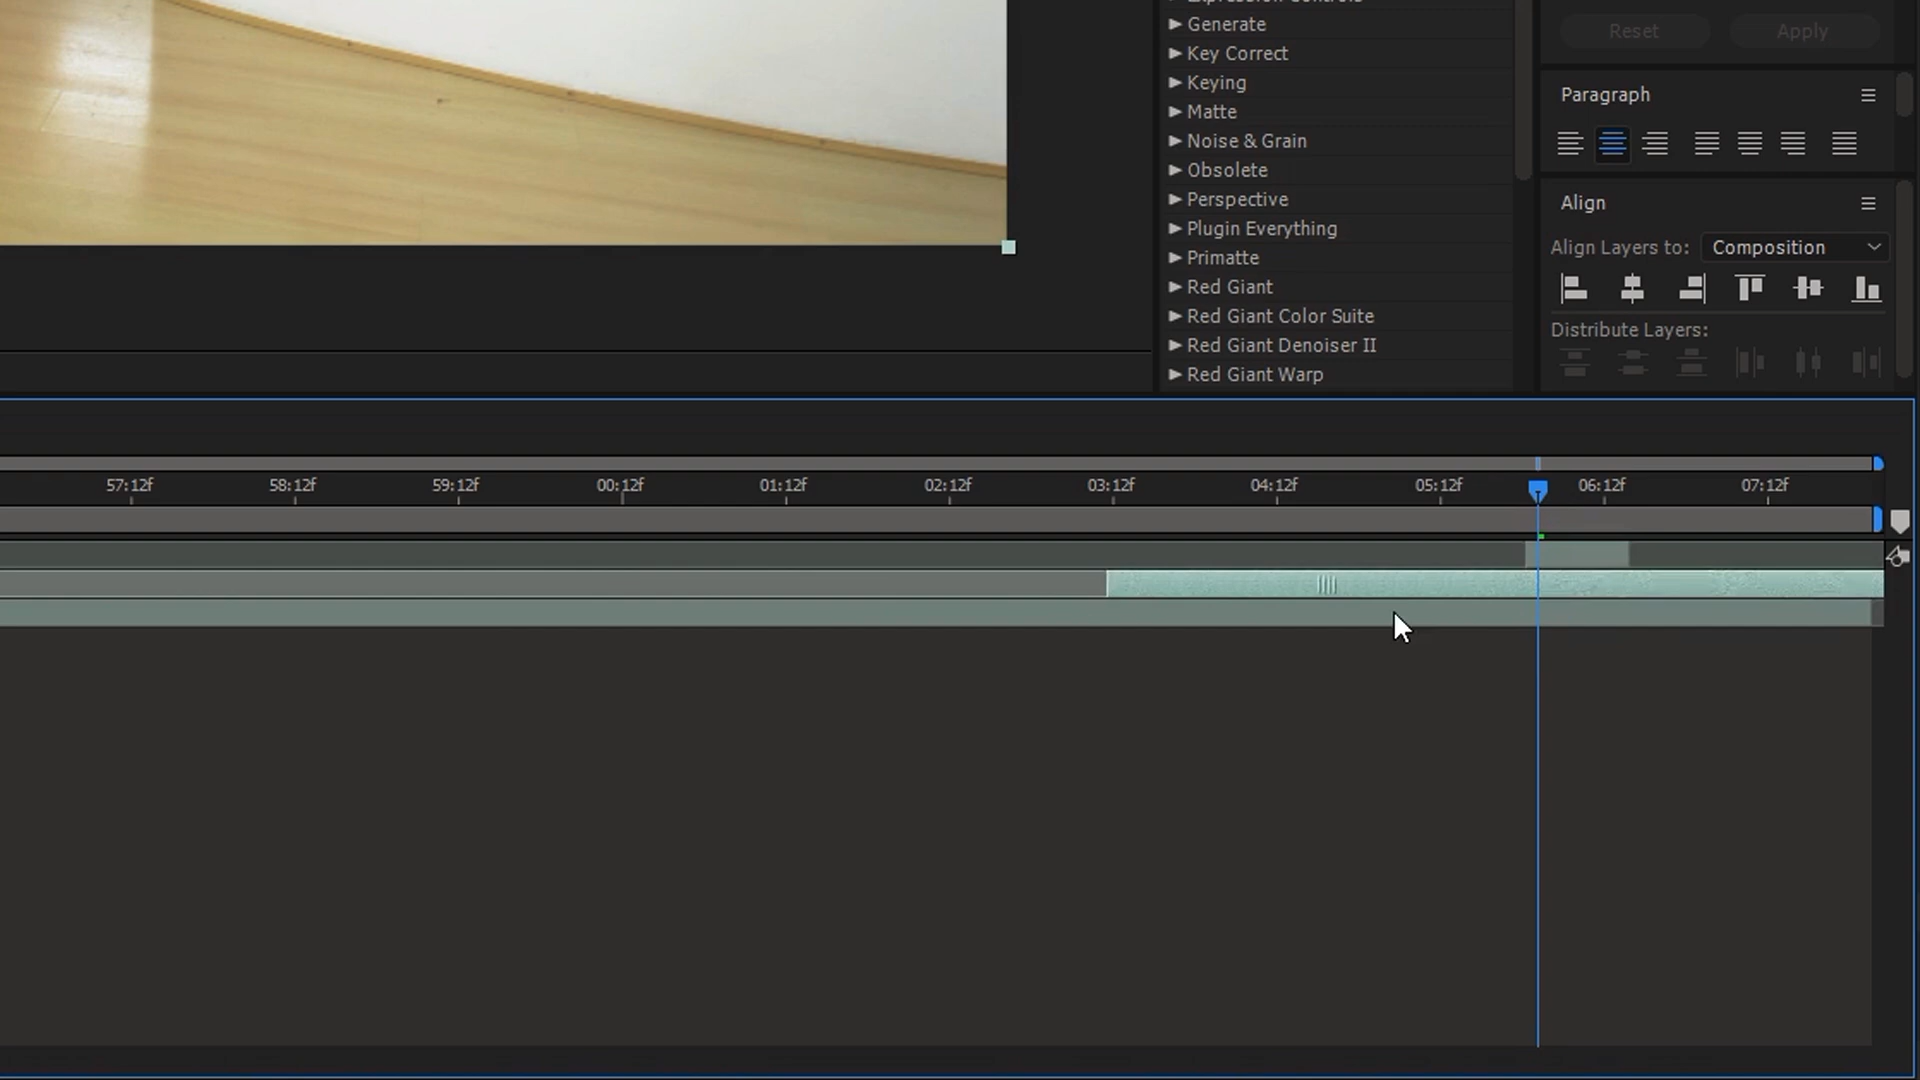 Expression Controls
Generate
Key Correct
Keying
Matte
Noise & Grain
Obsolete
Perspective
Plugin Everything
Primatte
Red Giant
Red Giant Color Suite
Red Giant Denoiser II
Red Giant Warp
Reset Apply
Paragraph
Align
Align Layers to: Composition
Distribute Layers:
57:12f 58:12f 59:12f 00:12f 01:12f 02:12f 03:12f 04:12f 05:12f 06:12f 07:12f